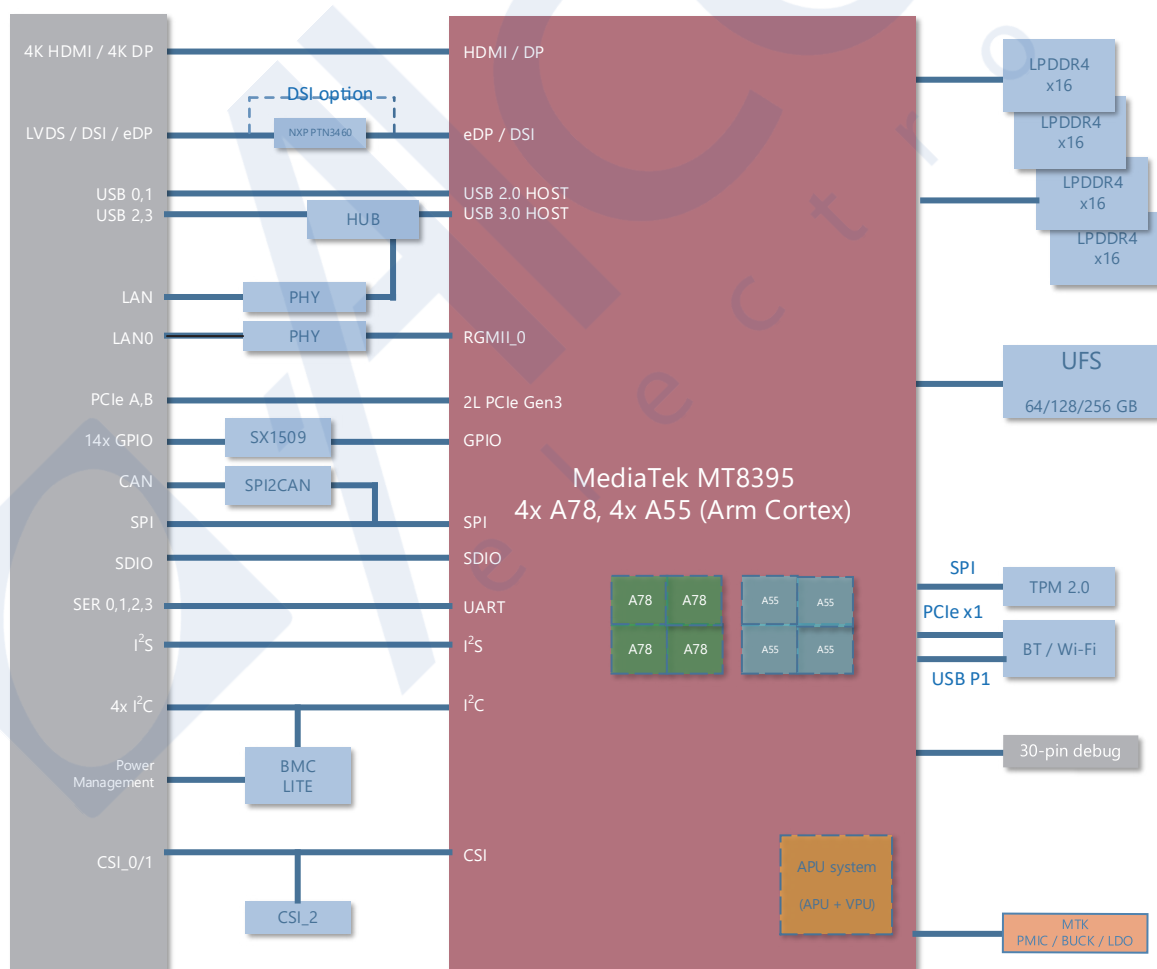 4K HDMI / 4K DP
HDMI / DP
DSI option
LVDS / DSI / eDP
NXP PTN3460
eDP / DSI
USB 0,1
USB 2.0 HOST
USB 2,3
HUB
USB 3.0 HOST
LAN
PHY
LAN0
PHY
RGMII_0
PCIe A,B
2L PCIe Gen3
14x GPIO
SX1509
GPIO
CAN
SPI2CAN
SPI
SPI
SDIO
SDIO
SER 0,1,2,3
UART
I²S
I²S
4x I²C
I²C
Power
Management
BMC
LITE
CSI_0/1
CSI
CSI_2
MediaTek MT8395
4x A78, 4x A55 (Arm Cortex)
A78 A78
A78 A78
A55 A55
A55 A55
APU system
(APU + VPU)
LPDDR4
x16
LPDDR4
x16
LPDDR4
x16
LPDDR4
x16
UFS
64/128/256 GB
SPI
TPM 2.0
PCIe x1
BT / Wi-Fi
USB P1
30-pin debug
MTK
PMIC / BUCK / LDO